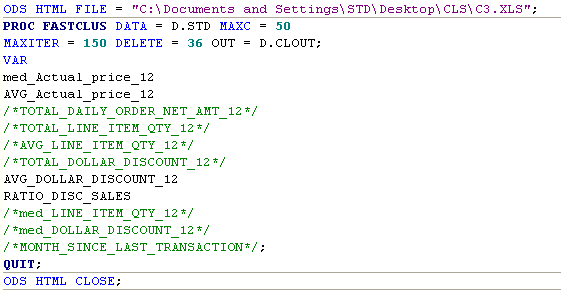 ODS HTML FILE = "C:\Documents and Settings\STD\Desktop\CLS\C3.XLS";
PROC FASTCLUS DATA = D.STD MAXC = 50
MAXITER = 150 DELETE = 36 OUT = D.CLOUT;
VAR
med_Actual_price_12
AVG_Actual_price_12
/*TOTAL_DAILY_ORDER_NET_AMT_12*/
/*TOTAL_LINE_ITEM_QTY_12*/
/*AVG_LINE_ITEM_QTY_12*/
/*TOTAL_DOLLAR_DISCOUNT_12*/
AVG_DOLLAR_DISCOUNT_12
RATIO_DISC_SALES
/*med_LINE_ITEM_QTY_12*/
/*med_DOLLAR_DISCOUNT_12*/
/*MONTH_SINCE_LAST_TRANSACTION*/;
QUIT;
ODS HTML CLOSE;